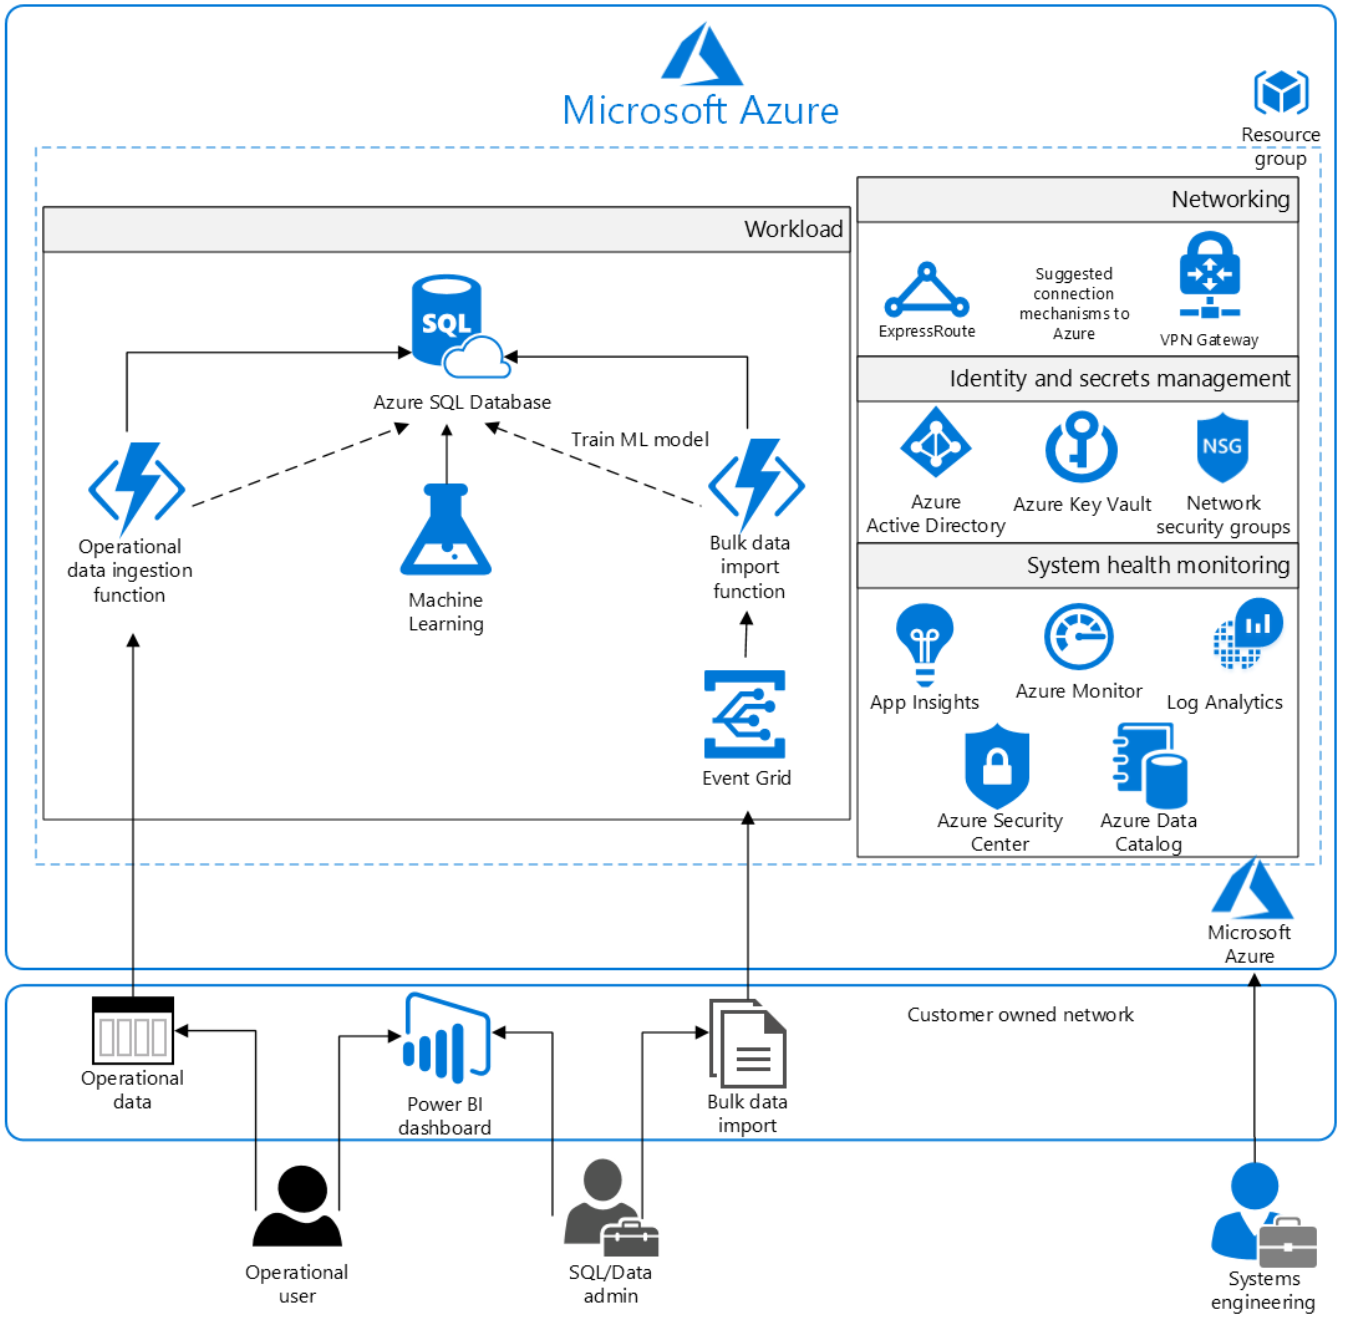 Microsoft Azure
Resource
group
Networking
Workload
Suggested
connection
mechanisms to
Azure
ExpressRoute
VPN Gateway
SQL
Identity and secrets management
Azure SQL Database
Train ML model
NSG
Azure
Active Directory
Azure Key Vault
Network
security groups
Operational
data ingestion
function
Bulk data
import
function
System health monitoring
Machine
Learning
App Insights
Azure Monitor
Log Analytics
Event Grid
Azure Security
Center
Azure Data
Catalog
Microsoft
Azure
Customer owned network
Operational
data
Power BI
dashboard
Bulk data
import
Operational
user
SQL/Data
admin
Systems
engineering